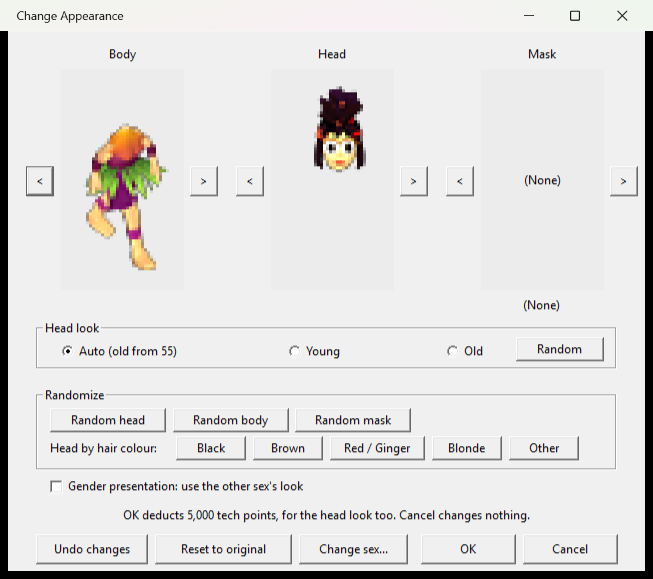 Change Appearance
Body Head Mask
< > < > < (None) >
(None)
Head look
Auto (old from 55) Young Old Random
Randomize
Random head Random body Random mask
Head by hair colour: Black Brown Red / Ginger Blonde Other
Gender presentation: use the other sex's look
OK deducts 5,000 tech points, for the head look too. Cancel changes nothing.
Undo changes Reset to original Change sex... OK Cancel